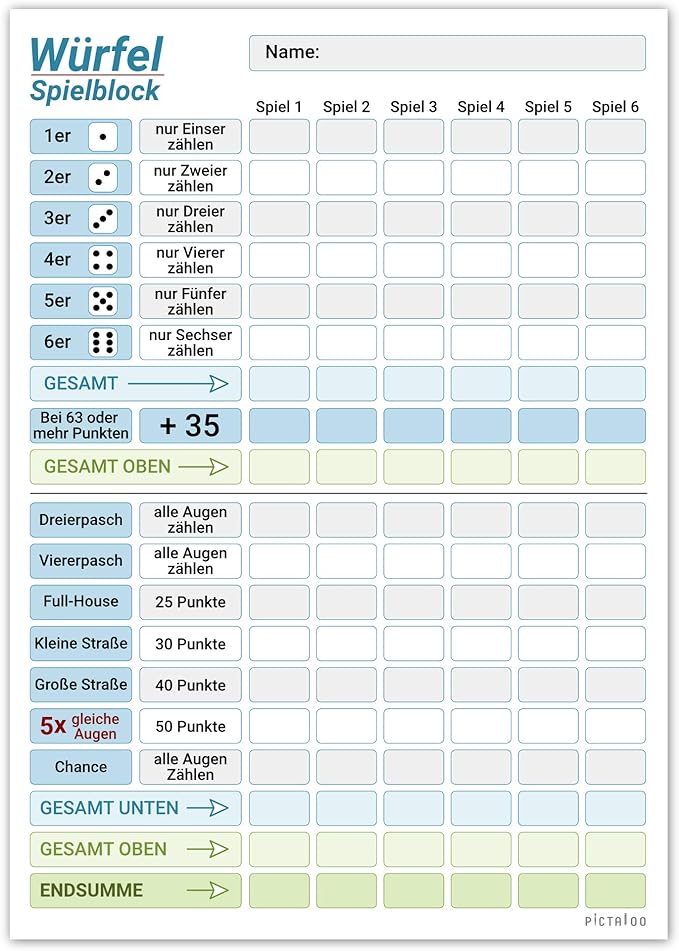 Würfel
Spielblock
Name:
Spiel 1 Spiel 2 Spiel 3 Spiel 4 Spiel 5 Spiel 6
1er nur Einser
zählen
2er nur Zweier
zählen
3er nur Dreier
zählen
4er nur Vierer
zählen
5er nur Fünfer
zählen
6er nur Sechser
zählen
GESAMT
Bei 63 oder
mehr Punkten
+ 35
GESAMT OBEN
Dreierpasch
alle Augen
zählen
Viererpasch
alle Augen
zählen
Full-House 25 Punkte
Kleine Straße 30 Punkte
Große Straße 40 Punkte
5x gleiche
Augen
50 Punkte
Chance
alle Augen
Zählen
GESAMT UNTEN
GESAMT OBEN
ENDSUMME
PiCTALOO